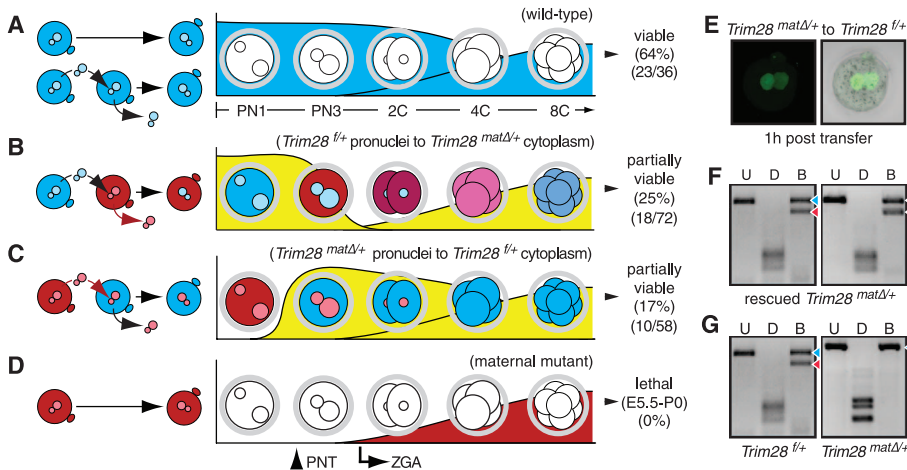 A
(wild-type)
PN1 PN3 2C 4C 8C
viable
(64%)
(23/36)
B
(Trim28 f/+ pronuclei to Trim28 matΔ/+ cytoplasm)
partially
viable
(25%)
(18/72)
C
(Trim28 matΔ/+ pronuclei to Trim28 f/+ cytoplasm)
partially
viable
(17%)
(10/58)
D
(maternal mutant)
lethal
(E5.5-P0)
(0%)
PNT ZGA
E
Trim28 matΔ/+ to Trim28 f/+
1h post transfer
F
U D B U D B
rescued Trim28 matΔ/+
G
U D B U D B
Trim28 f/+ Trim28 matΔ/+